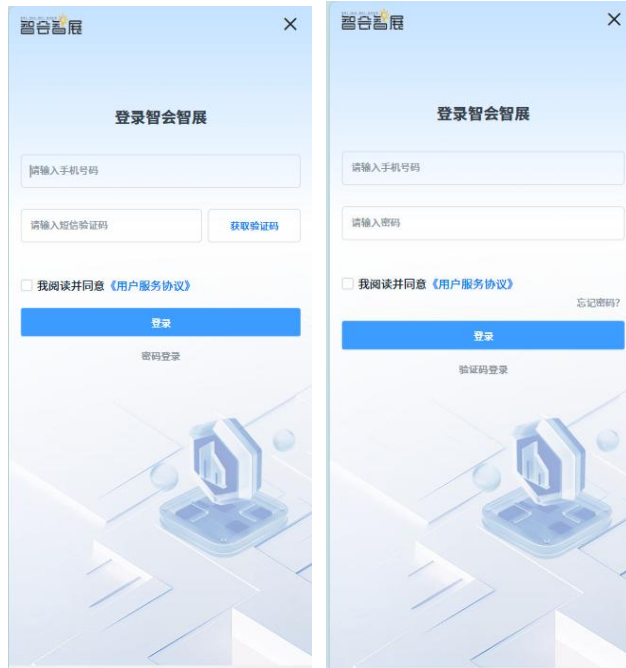 智会智展
登录智会智展
请输入手机号码
请输入短信验证码
获取验证码
我阅读并同意《用户服务协议》
登录
密码登录
智会智展
登录智会智展
请输入手机号码
请输入密码
我阅读并同意《用户服务协议》
忘记密码?
登录
验证码登录